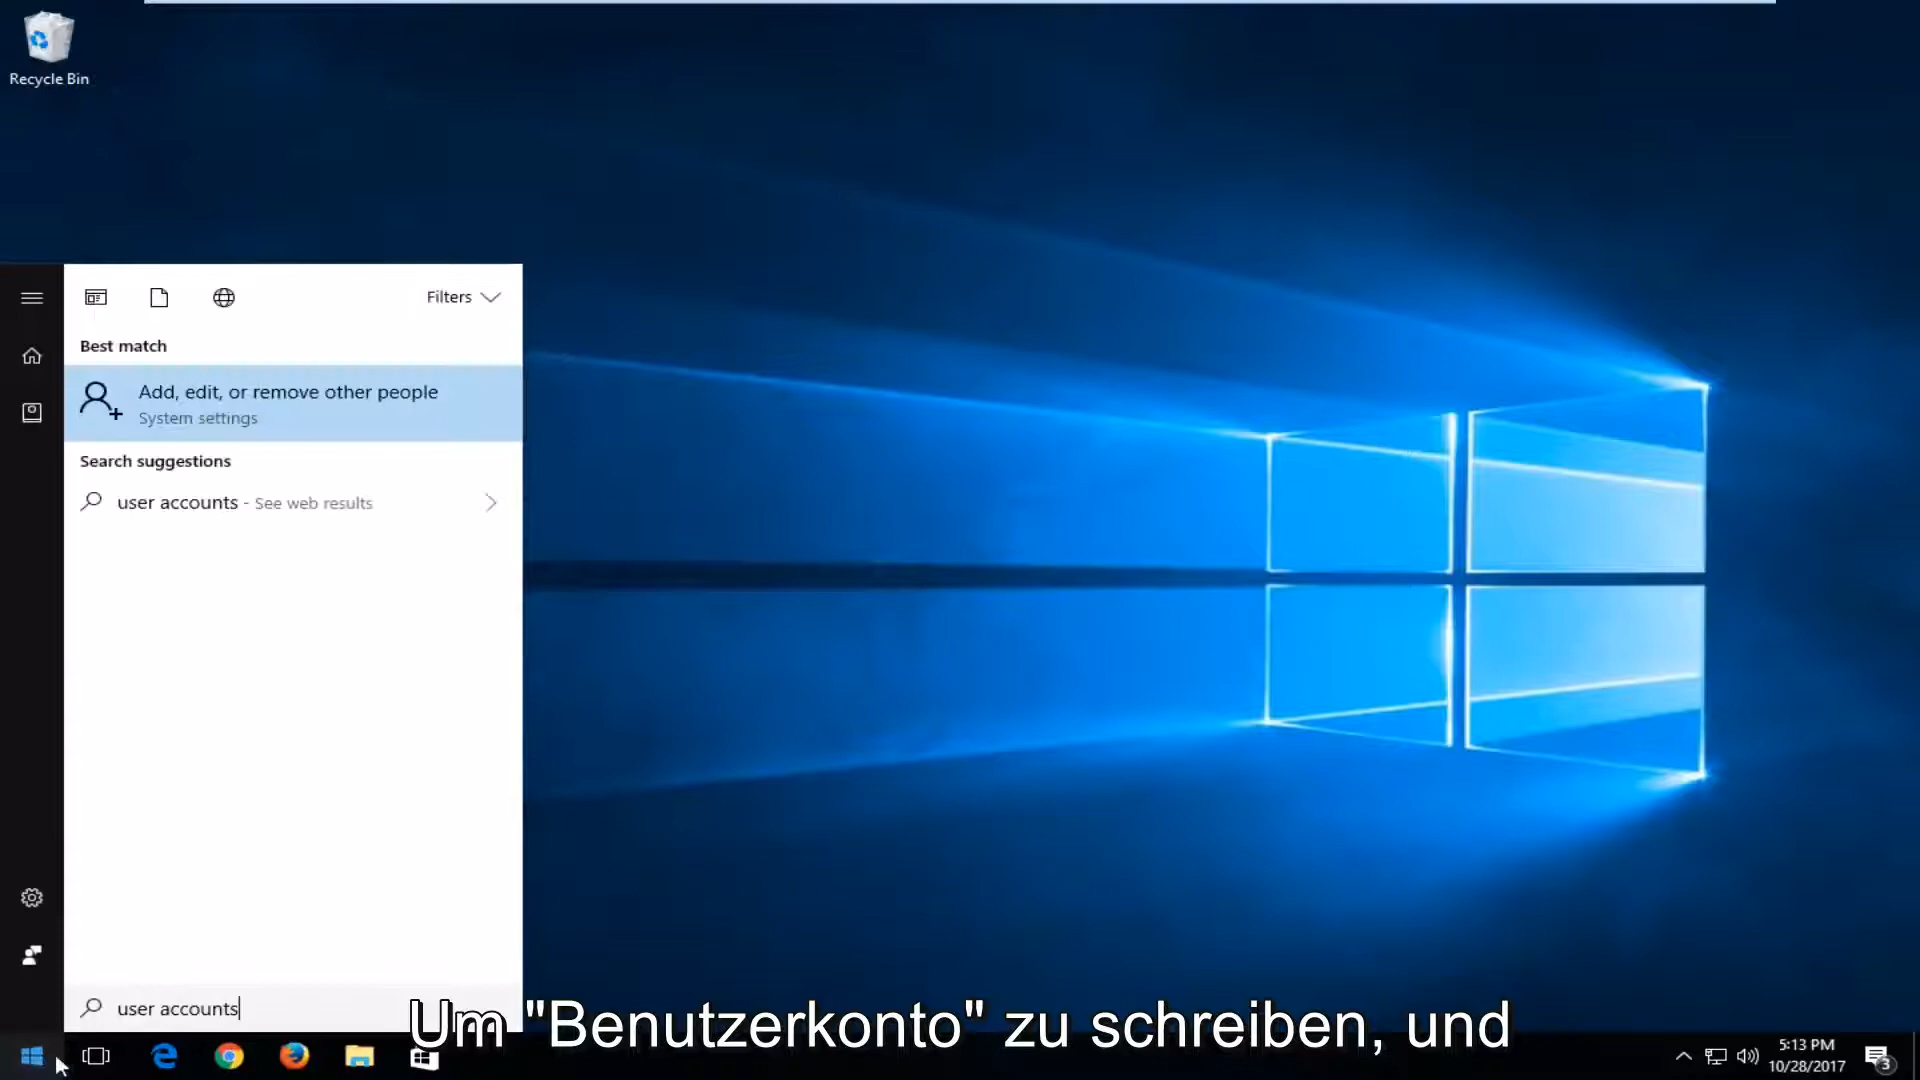 Recycle Bin
Filters
Best match
Add, edit, or remove other people
System settings
Search suggestions
user accounts - See web results
user accounts
Um "Benutzerkonto" zu schreiben, und
5:13 PM
10/28/2017
3